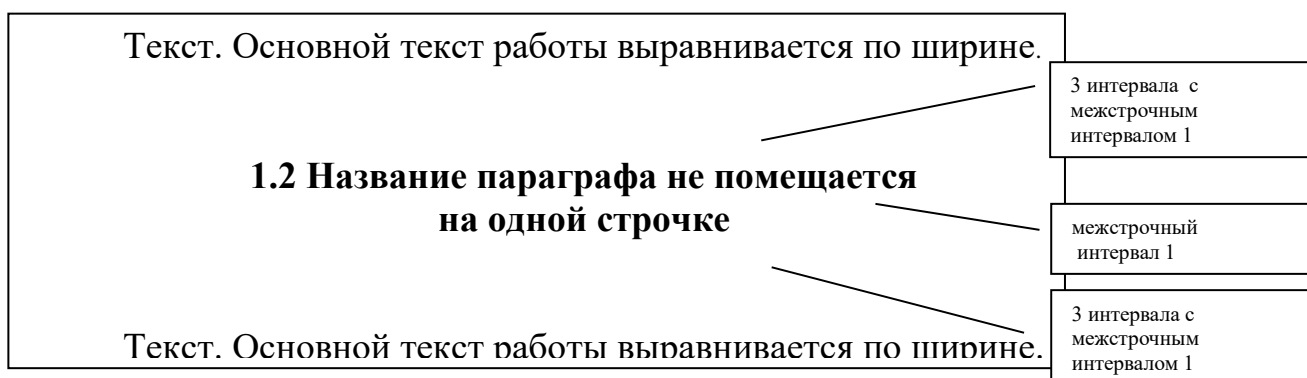 Текст. Основной текст работы выравнивается по ширине.
3 интервала с
межстрочным
интервалом 1
1.2 Название параграфа не помещается
на одной строчке
межстрочный
интервал 1
3 интервала с
межстрочным
интервалом 1
Текст. Основной текст работы выравнивается по ширине.